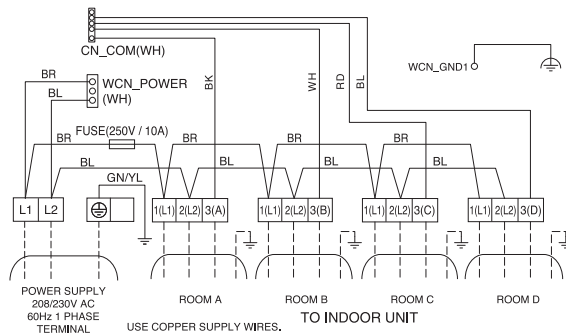 CN_COM(WH)
WCN_GND1
BR
WCN_POWER
(WH)
BL
BK
WH
RD
BL
FUSE(250V / 10A)
BR
BR
BR
BL
BL
BL
GN/YL
L1 L2
1(L1) 2(L2) 3(A)
1(L1) 2(L2) 3(B)
1(L1) 2(L2) 3(C)
1(L1) 2(L2) 3(D)
POWER SUPPLY
208/230V AC
60Hz 1 PHASE
TERMINAL
ROOM A
ROOM B
ROOM C
ROOM D
TO INDOOR UNIT
USE COPPER SUPPLY WIRES.